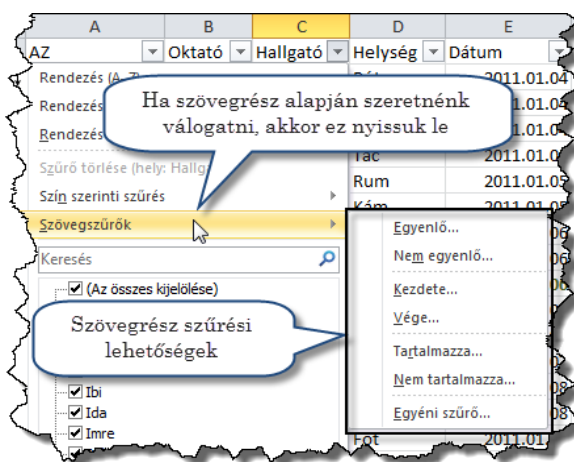 A B C D E
AZ Oktató Hallgató Helység Dátum
Rendezés (A-Z) 2011.01.04
Rendezés
Rendezés
Ha szövegrész alapján szeretnénk
válogatni, akkor ez nyissuk le
Tác
Szűrő törlése (hely: Hallg
Rum 2011.01.05
Szín szerinti szűrés
Kám
Szövegszűrők
Keresés
(Az összes kijelölése)
Szövegrész szűrési
lehetőségek
Ibi
Ida
Imre
Egyenlő...
Nem egyenlő...
Kezdete...
Vége...
Tartalmazza...
Nem tartalmazza...
Egyéni szűrő...
Fót 2011.01.